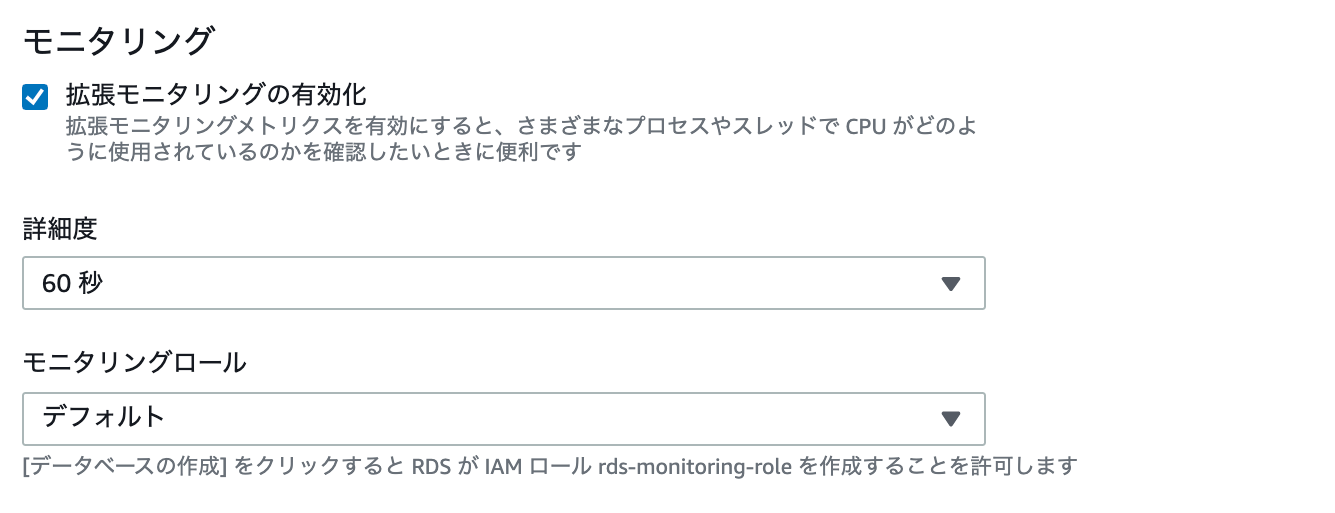 モニタリング
拡張モニタリングの有効化
拡張モニタリングメトリクスを有効にすると、さまざまなプロセスやスレッドで CPU がどのよ
うに使用されているのかを確認したいときに便利です
詳細度
60 秒
モニタリングロール
デフォルト
[データベースの作成] をクリックすると RDS が IAM ロール rds-monitoring-role を作成することを許可します